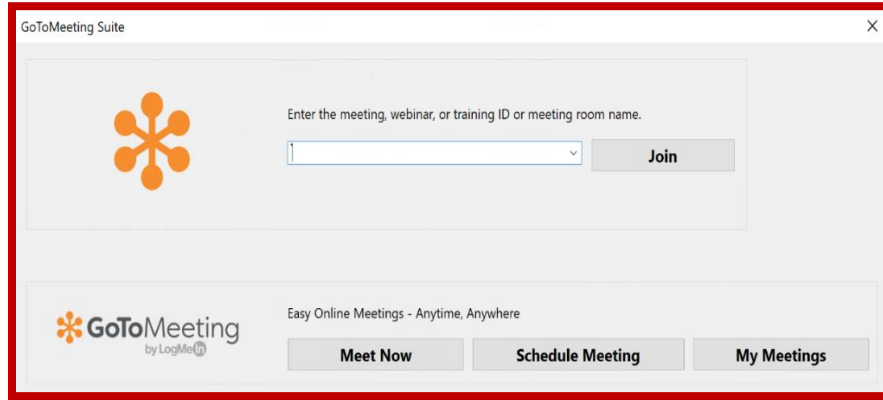 GoToMeeting Suite
Enter the meeting, webinar, or training ID or meeting room name.
Join
GoToMeeting
by LogMeIn
Easy Online Meetings - Anytime, Anywhere
Meet Now
Schedule Meeting
My Meetings